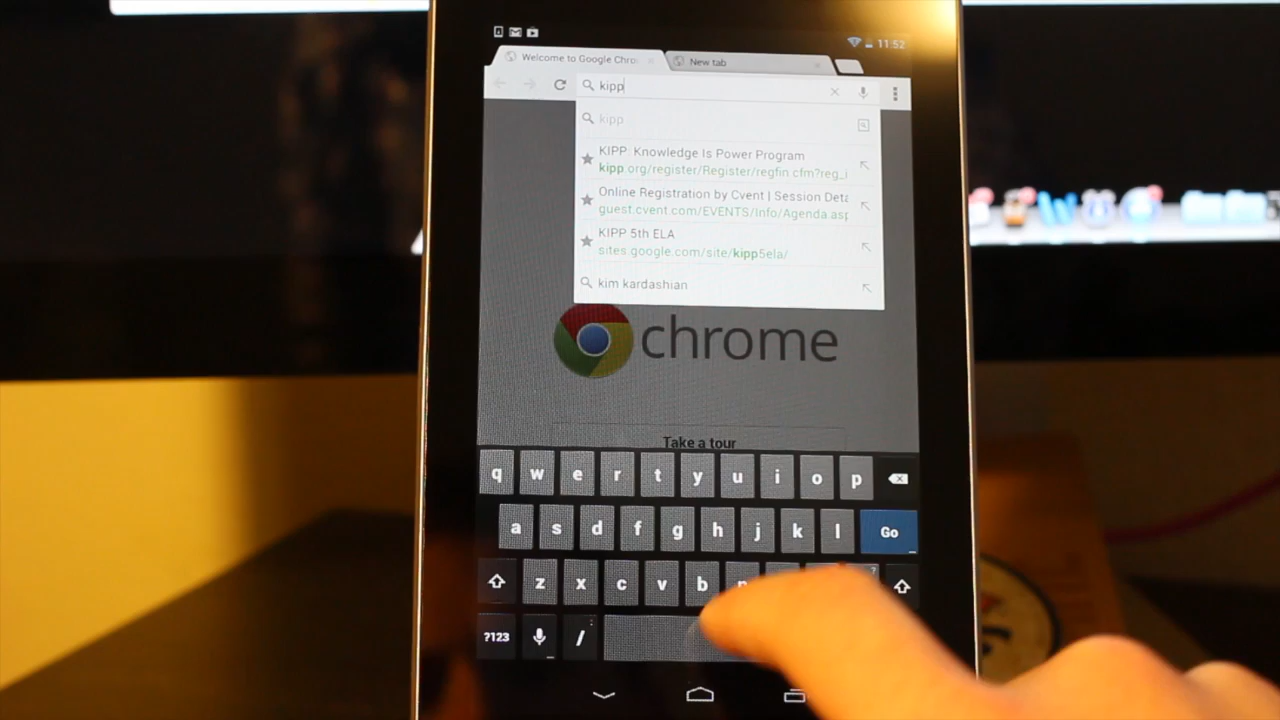 11:52
Welcome to Google Chro
New tab
kipp
kipp
KIPP: Knowledge Is Power Program
kipp.org/register/Register/regfin.cfm?reg_i
Online Registration by Cvent | Session Deta
guest.cvent.com/EVENTS/Info/Agenda.asp
KIPP 5th ELA
sites.google.com/site/kipp5ela/
kim kardashian
chrome
Take a tour
q w e r t y u i o p
a s d f g h j k l Go
z x c v b n ?
?123 /